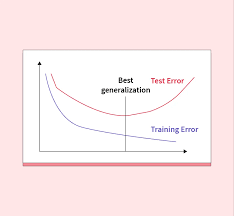 Best
generalization
Test Error
Training Error